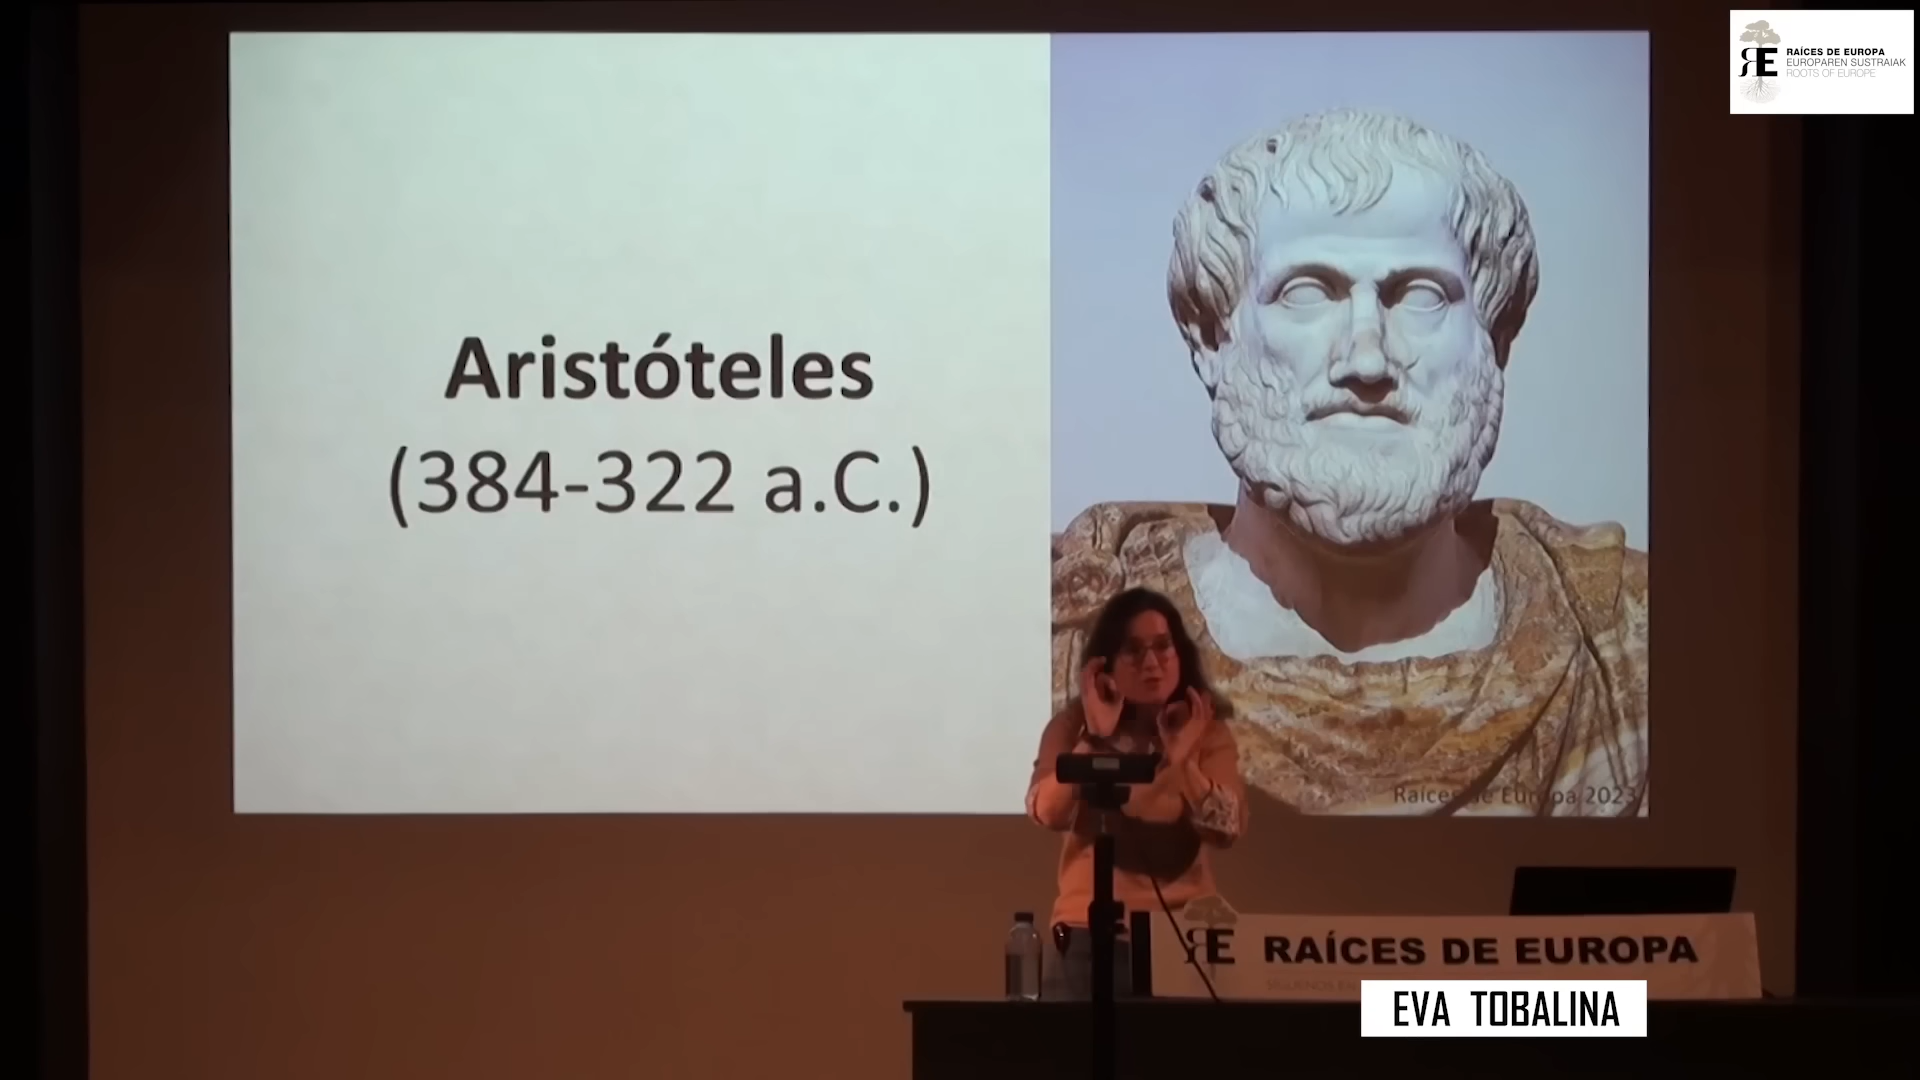 RAÍCES DE EUROPA
EUROPAREN SUSTRAIAK
ROOTS OF EUROPE
Aristóteles
(384-322 a.C.)
Raíces de Europa 2023
RE RAÍCES DE EUROPA
EVA TOBALINA